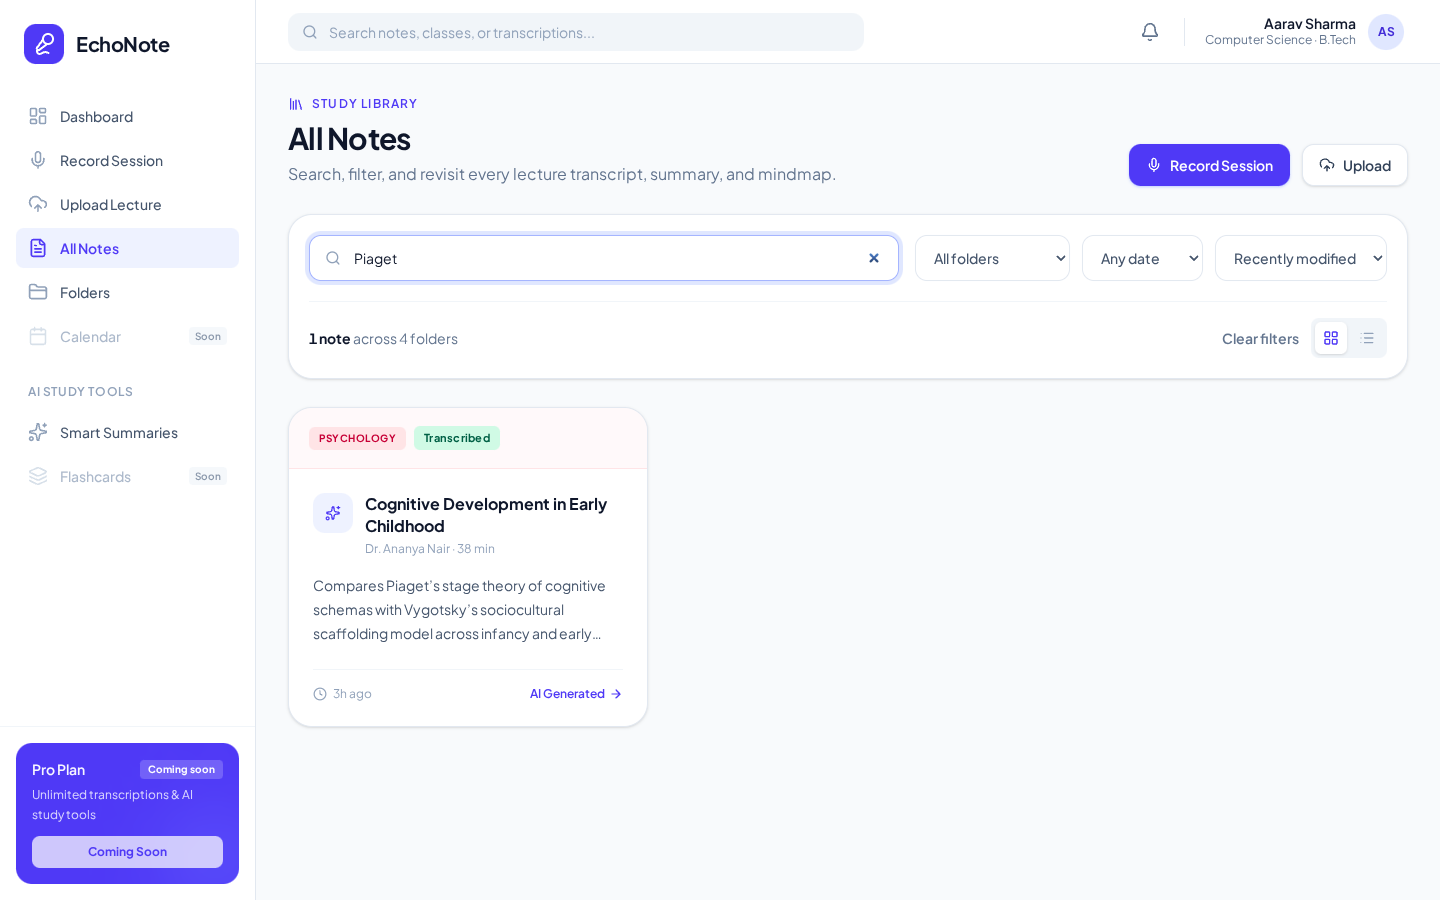 EchoNote
Dashboard
Record Session
Upload Lecture
All Notes
Folders
Calendar Soon
AI STUDY TOOLS
Smart Summaries
Flashcards Soon
Pro Plan Coming soon
Unlimited transcriptions & AI
study tools
Coming Soon
Search notes, classes, or transcriptions...
Aarav Sharma
Computer Science · B.Tech
AS
STUDY LIBRARY
All Notes
Search, filter, and revisit every lecture transcript, summary, and mindmap.
Record Session
Upload
Piaget
All folders
Any date
Recently modified
1 note across 4 folders
Clear filters
PSYCHOLOGY Transcribed
Cognitive Development in Early
Childhood
Dr. Ananya Nair · 38 min
Compares Piaget’s stage theory of cognitive
schemas with Vygotsky’s sociocultural
scaffolding model across infancy and early…
3h ago AI Generated